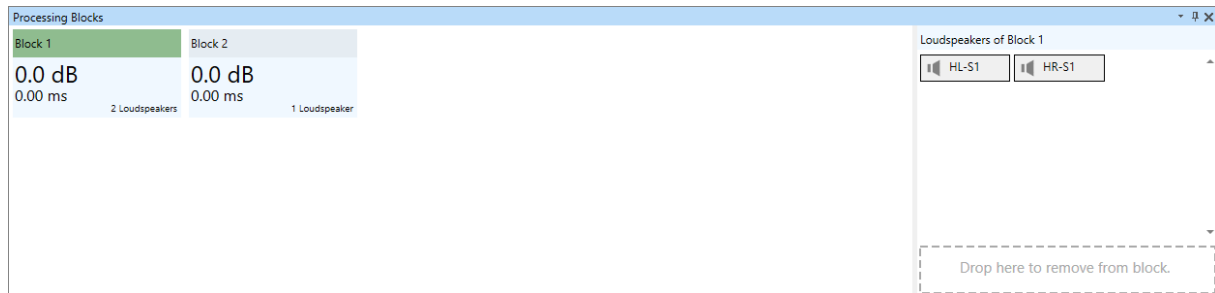 Processing Blocks
Block 1
0.0 dB
0.00 ms
2 Loudspeakers
Block 2
0.0 dB
0.00 ms
1 Loudspeaker
Loudspeakers of Block 1
HL-S1
HR-S1
Drop here to remove from block.